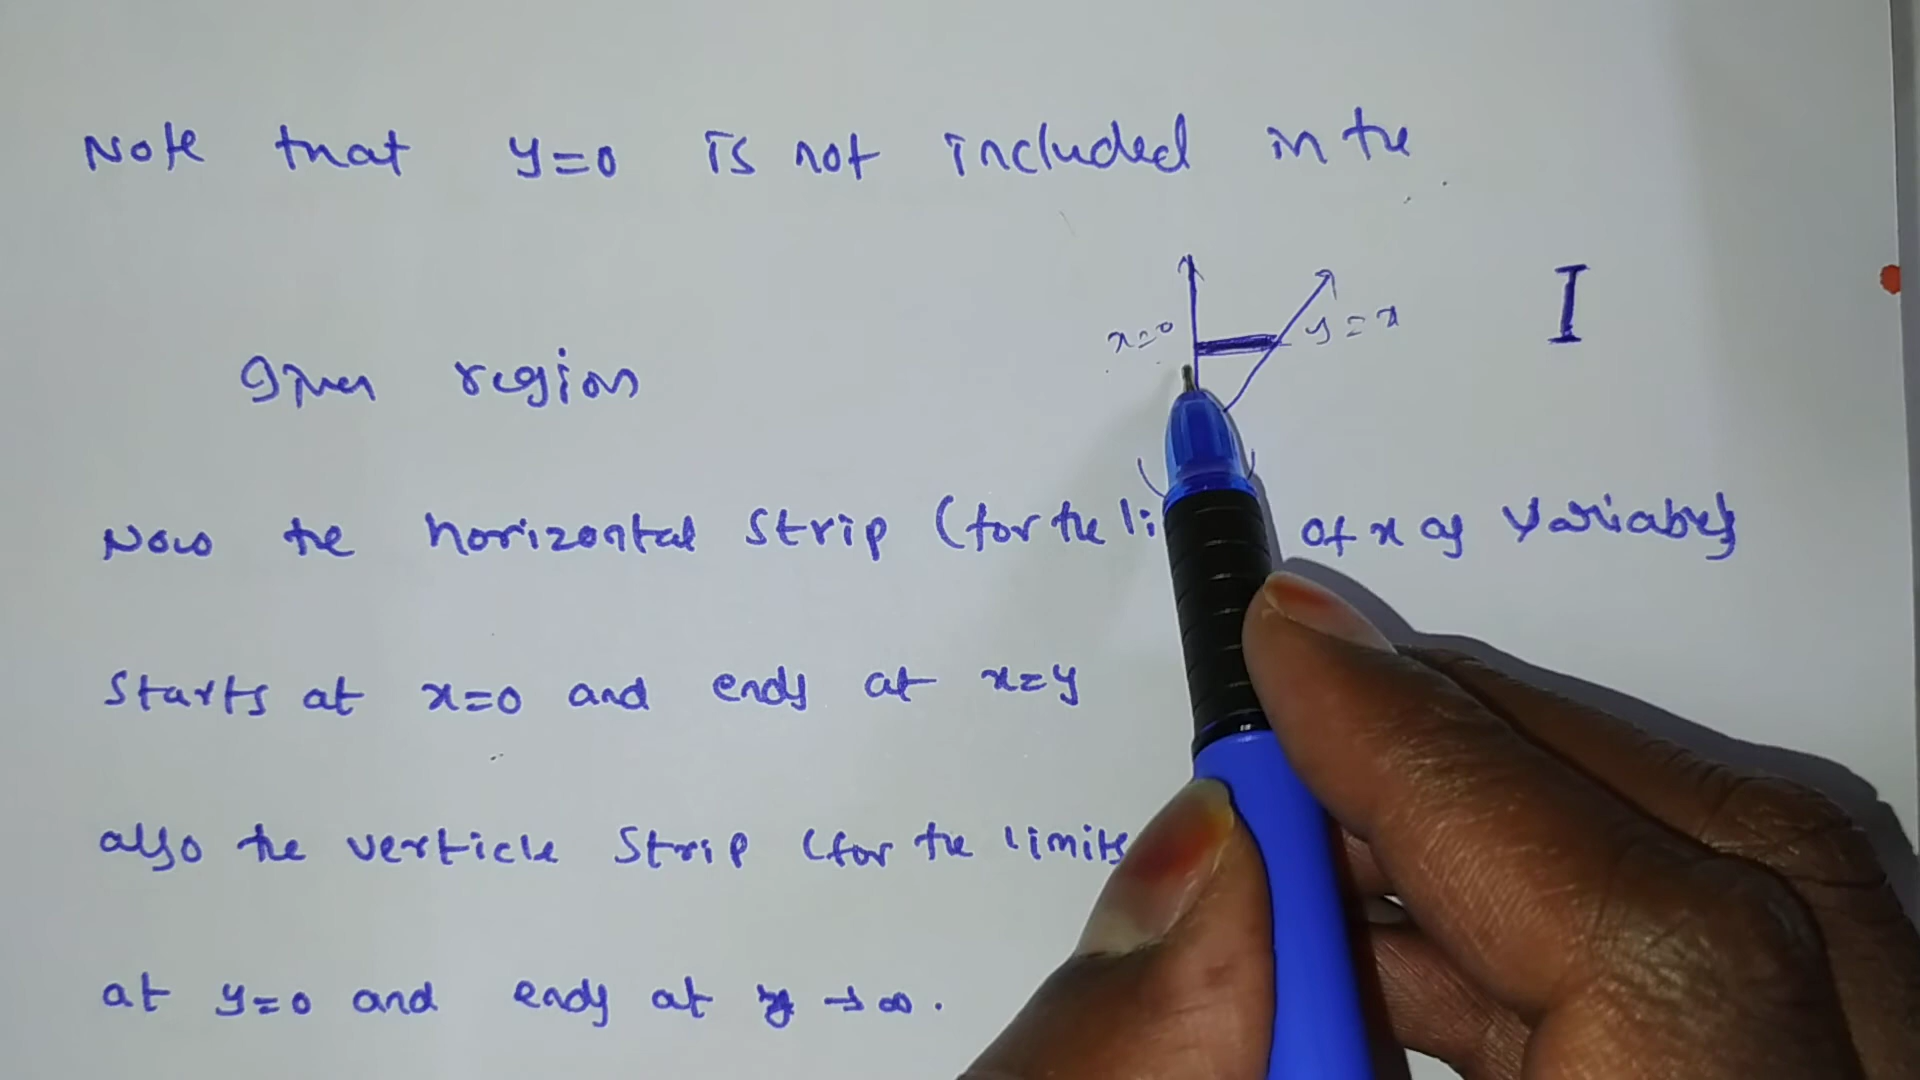 Note that y=0 is not included in the
x=0
y=x
I
Given region
Now the horizontal strip (for the li of x as variable)
starts at x=0 and ends at x=y
also the verticle strip (for the limits
at y=0 and ends at y→∞.